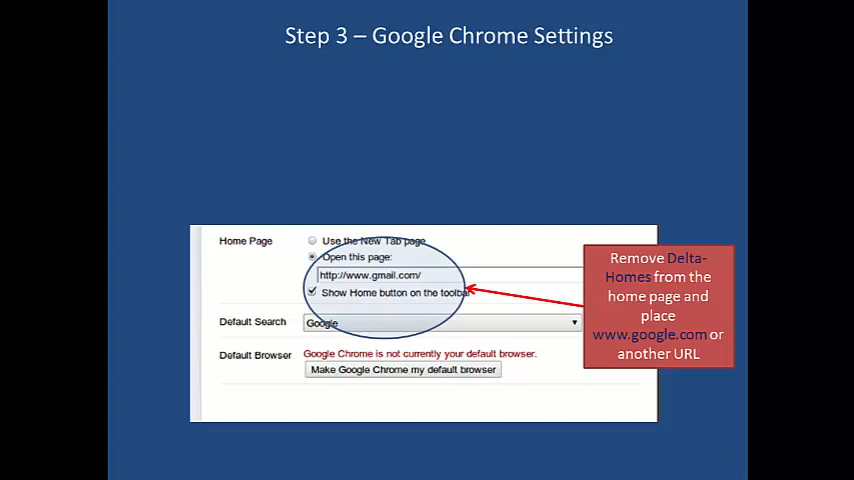 Step 3 – Google Chrome Settings
Home Page
Use the New Tab page
Open this page:
http://www.gmail.com/
Show Home button on the toolbar
Default Search
Google
Default Browser
Google Chrome is not currently your default browser.
Make Google Chrome my default browser
Remove Delta-
Homes from the
home page and
place
www.google.com or
another URL